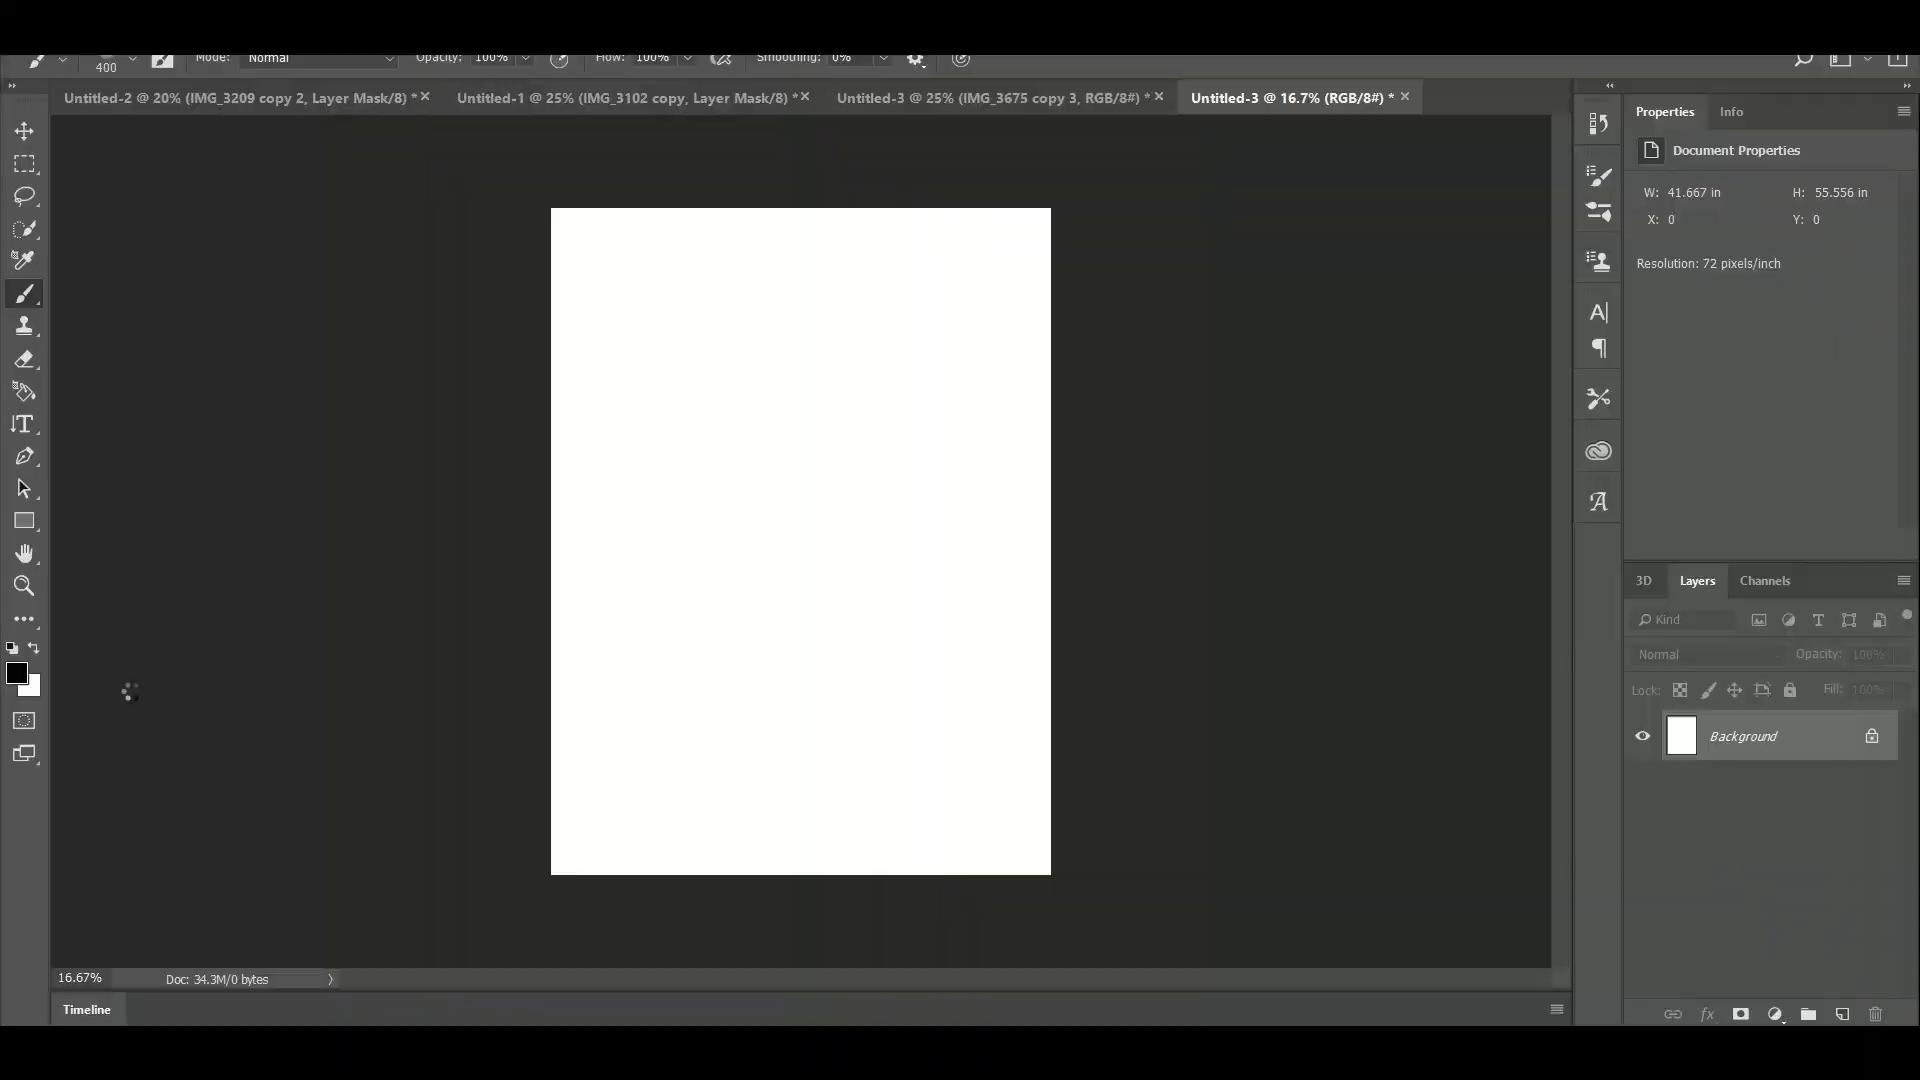 400 Mode: Normal Opacity: 100% Flow: 100% Smoothing: 0%
Untitled-2 @ 20% (IMG_3209 copy 2, Layer Mask/8) * Untitled-1 @ 25% (IMG_3102 copy, Layer Mask/8) * Untitled-3 @ 25% (IMG_3675 copy 3, RGB/8#) * Untitled-3 @ 16.7% (RGB/8#) *
Properties Info
Document Properties
W: 41.667 in H: 55.556 in
X: 0 Y: 0
Resolution: 72 pixels/inch
3D Layers Channels
Kind
Normal Opacity: 100%
Lock: Fill: 100%
Background
16.67% Doc: 34.3M/0 bytes
Timeline